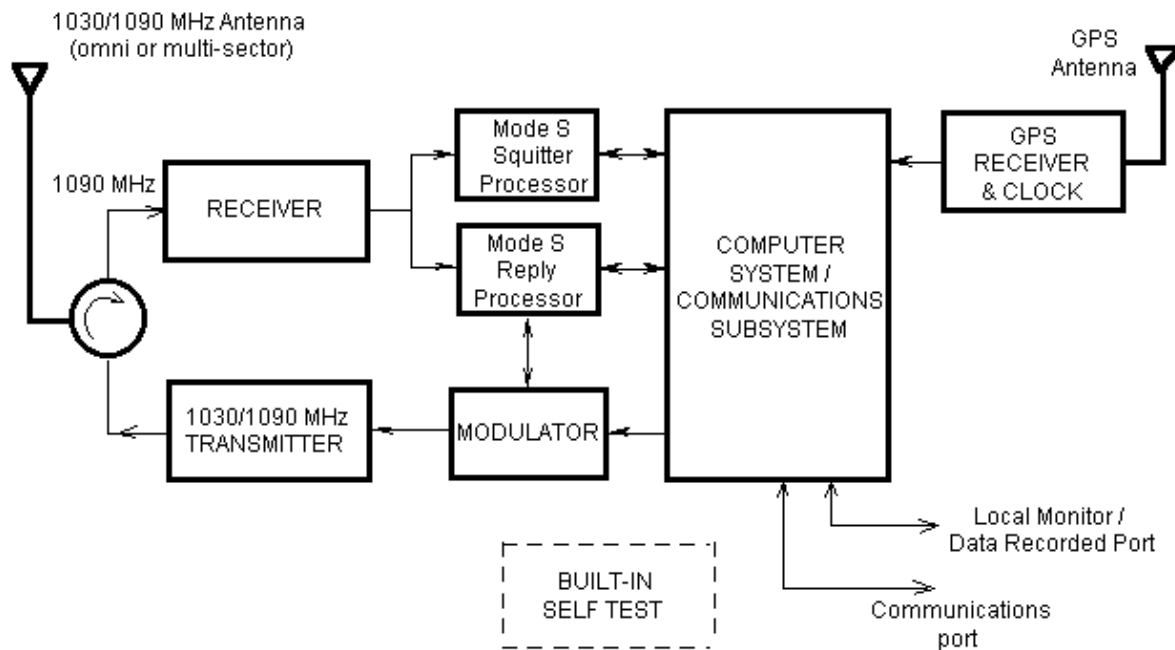 1030/1090 MHz Antenna
(omni or multi-sector)
GPS
Antenna
1090 MHz
RECEIVER
Mode S
Squitter
Processor
Mode S
Reply
Processor
COMPUTER
SYSTEM /
COMMUNICATIONS
SUBSYSTEM
GPS
RECEIVER
& CLOCK
1030/1090 MHz
TRANSMITTER
MODULATOR
BUILT-IN
SELF TEST
Local Monitor /
Data Recorded Port
Communications
port